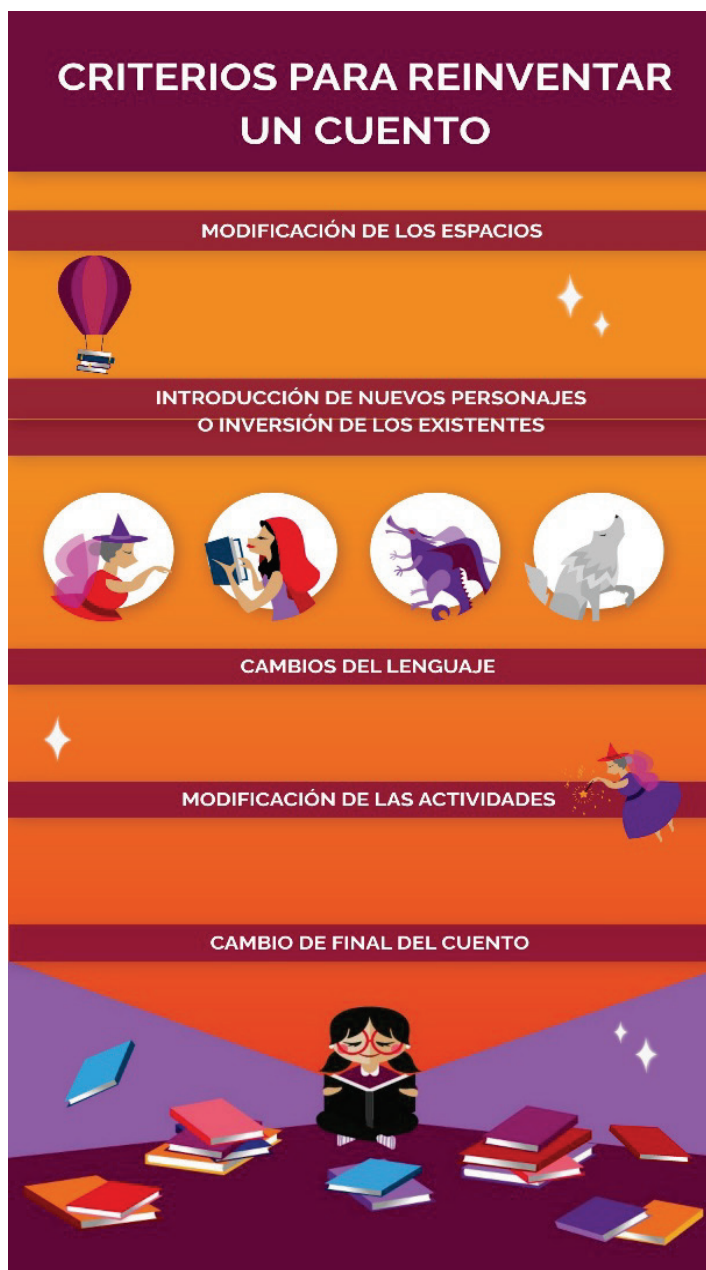 CRITERIOS PARA REINVENTAR
UN CUENTO
MODIFICACIÓN DE LOS ESPACIOS
INTRODUCCIÓN DE NUEVOS PERSONAJES
O INVERSIÓN DE LOS EXISTENTES
CAMBIOS DEL LENGUAJE
MODIFICACIÓN DE LAS ACTIVIDADES
CAMBIO DE FINAL DEL CUENTO